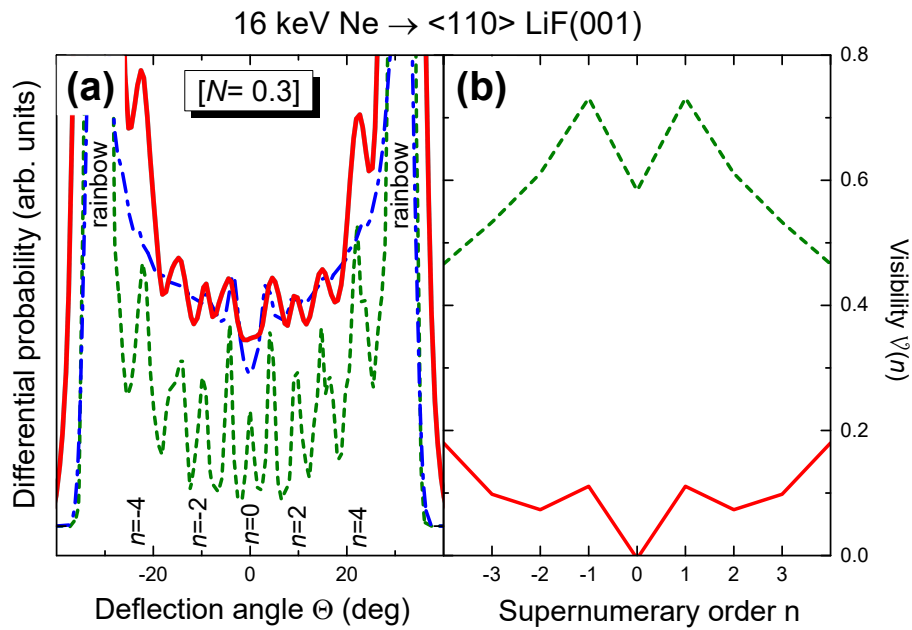 16 keV Ne → <110> LiF(001)
(a)
[N= 0.3]
rainbow
rainbow
n=-4
n=-2
n=0
n=2
n=4
Differential probability (arb. units)
-20
0
20
Deflection angle Θ (deg)
(b)
0.8
0.6
0.4
0.2
0.0
Visibility 𝒱(n)
-3
-2
-1
0
1
2
3
Supernumerary order n